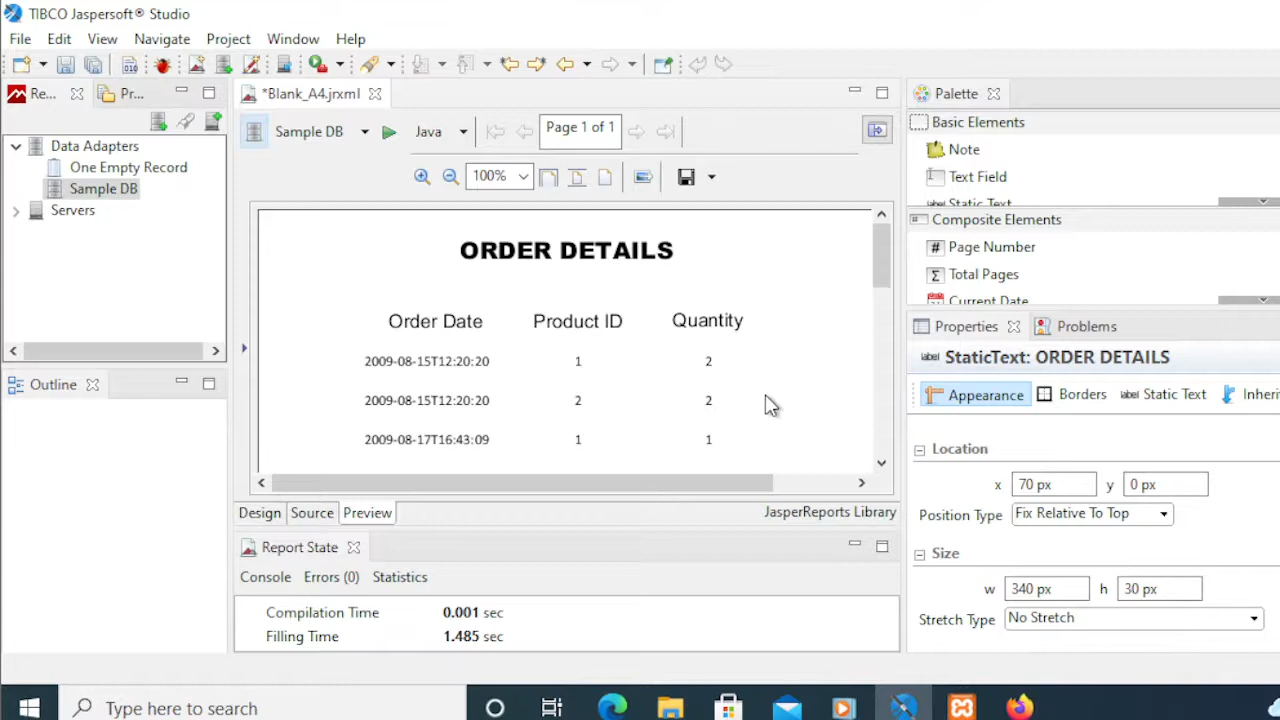 TIBCO Jaspersoft® Studio
File Edit View Navigate Project Window Help
Re... Pr...
*Blank_A4.jrxml
Palette
Sample DB Java Page 1 of 1
100%
Data Adapters
One Empty Record
Sample DB
Servers
Outline
ORDER DETAILS
Order Date Product ID Quantity
2009-08-15T12:20:20 1 2
2009-08-15T12:20:20 2 2
2009-08-17T16:43:09 1 1
Design Source Preview JasperReports Library
Report State
Console Errors (0) Statistics
Compilation Time 0.001 sec
Filling Time 1.485 sec
Basic Elements
Note
Text Field
Static Text
Composite Elements
# Page Number
Σ Total Pages
Current Date
Properties Problems
label StaticText: ORDER DETAILS
Appearance Borders label Static Text Inheri
Location
x 70 px y 0 px
Position Type Fix Relative To Top
Size
w 340 px h 30 px
Stretch Type No Stretch
Type here to search